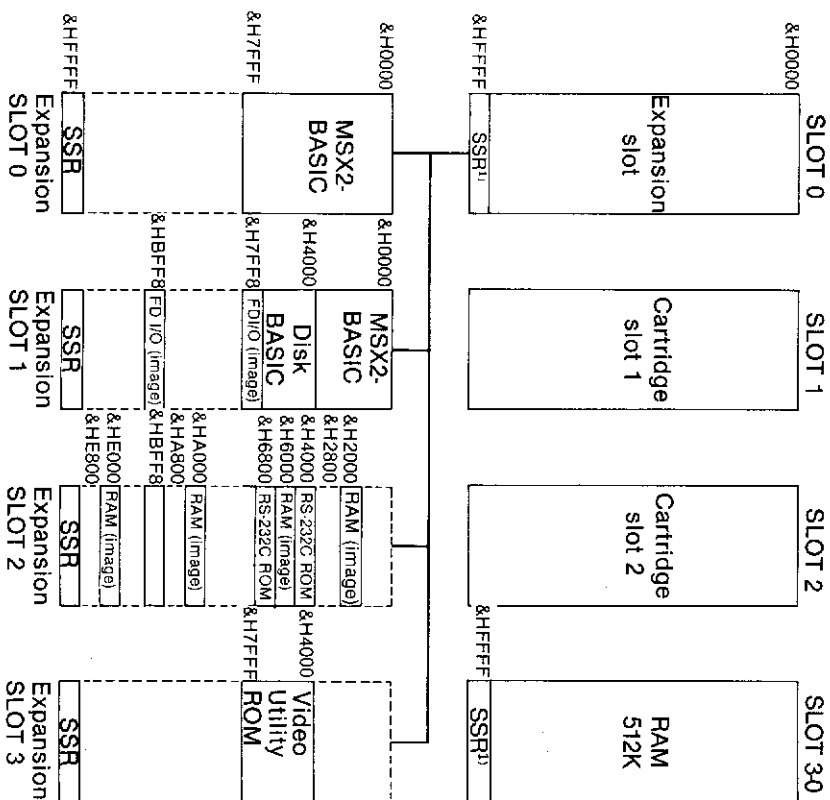 SLOT 0
SLOT 1
SLOT 2
SLOT 3-0
&H0000
Expansion
slot
SSR1)
&HFFFF
Cartridge
slot 1
Cartridge
slot 2
RAM
512K
SSR1)
&HFFFF
&H0000
MSX2-
BASIC
&H7FFF
SSR
&HFFFF
Expansion
SLOT 0
&H0000
MSX2-
BASIC
&H4000
Disk
BASIC
&H7FF8
FDI/O (image)
&HBFF8
FD I/O (image)
SSR
Expansion
SLOT 1
&H2000
RAM (image)
&H2800
&H4000
RS-232C ROM
&H6000
RAM (image)
&H6800
RS-232C ROM
&HA000
RAM (image)
&HA800
&HBFF8
&HE000
RAM (image)
&HE800
SSR
Expansion
SLOT 2
&H4000
Video
Utility
ROM
&H7FFF
SSR
Expansion
SLOT 3